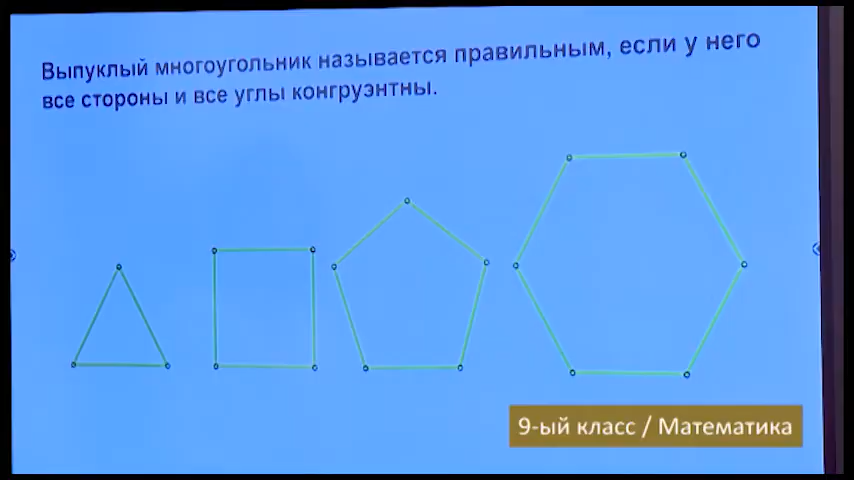 Выпуклый многоугольник называется правильным, если у него
все стороны и все углы конгруэнтны.
9-ый класс / Математика